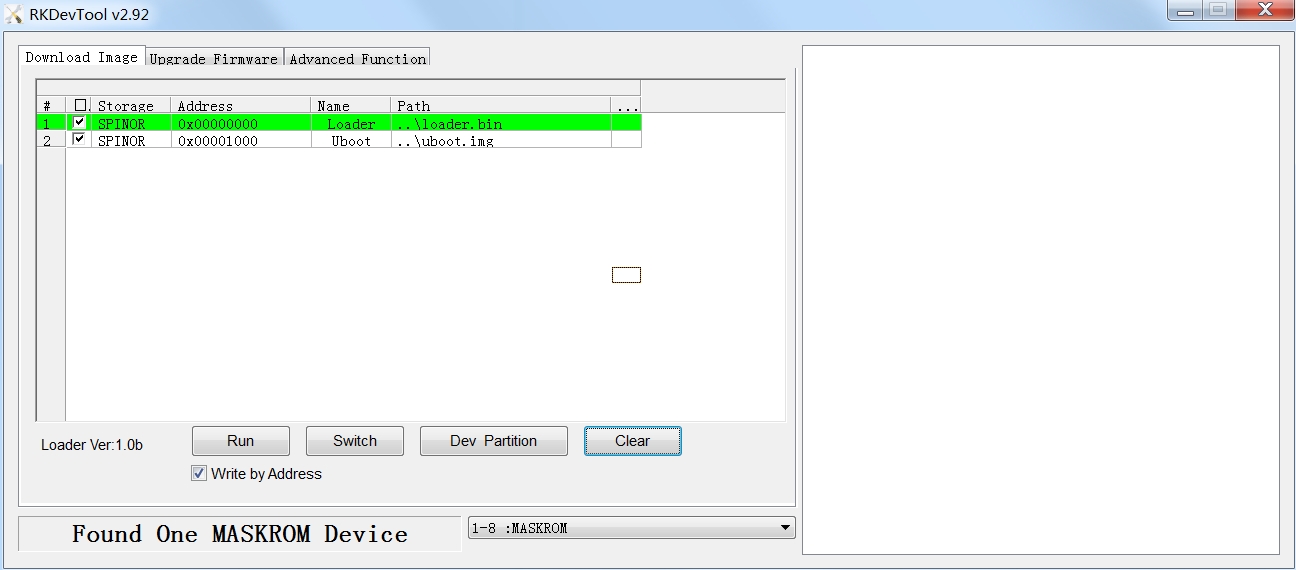 RKDevTool v2.92
Download Image Upgrade Firmware Advanced Function
# Storage Address Name Path ...
1 SPINOR 0x00000000 Loader ..\loader.bin
2 SPINOR 0x00001000 Uboot ..\uboot.img
Loader Ver:1.0b Run Switch Dev Partition Clear
Write by Address
Found One MASKROM Device 1-8 :MASKROM